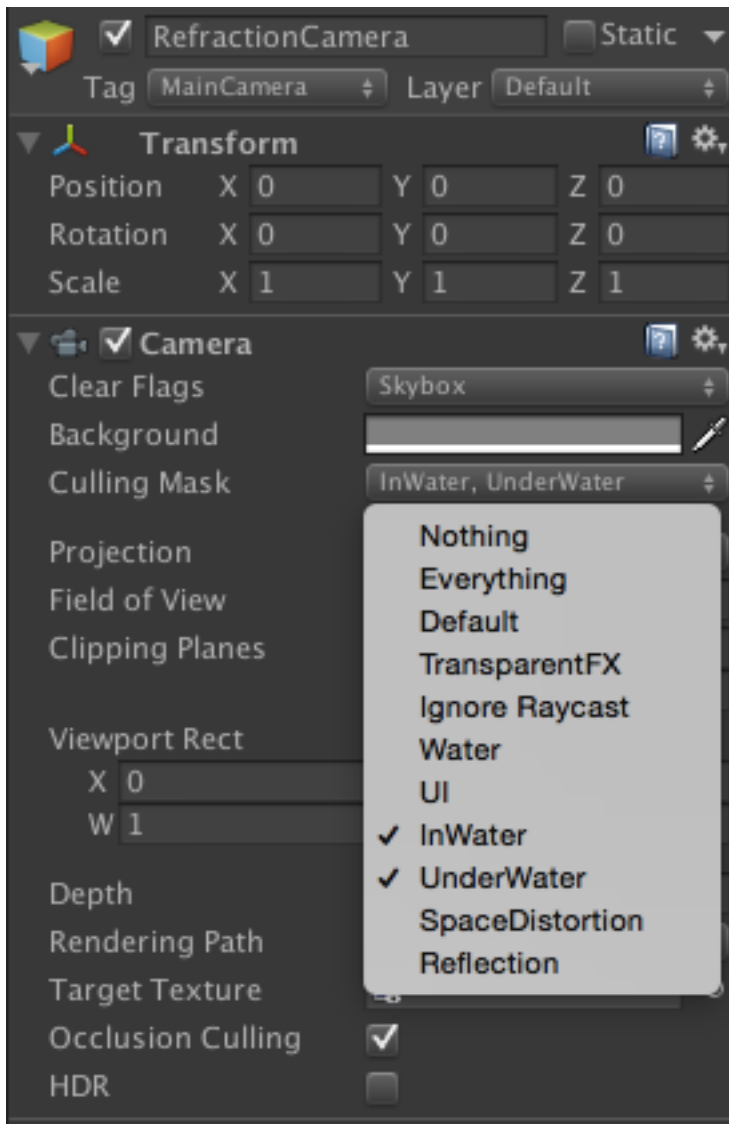 RefractionCamera Static
Tag MainCamera Layer Default
Transform
Position X 0 Y 0 Z 0
Rotation X 0 Y 0 Z 0
Scale X 1 Y 1 Z 1
Camera
Clear Flags Skybox
Background
Culling Mask InWater, UnderWater
Nothing
Projection
Everything
Field of View
Default
Clipping Planes
TransparentFX
Ignore Raycast
Viewport Rect
Water
X 0
UI
W 1
InWater
UnderWater
Depth
SpaceDistortion
Rendering Path
Reflection
Target Texture
Occlusion Culling
HDR